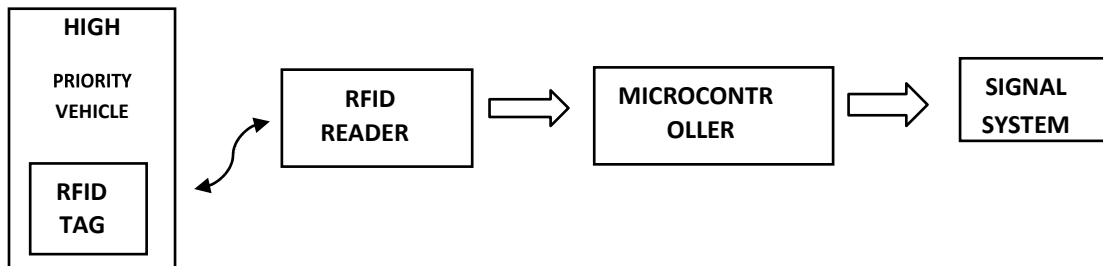 HIGH
PRIORITY
VEHICLE
RFID
TAG
RFID
READER
MICROCONTR
OLLER
SIGNAL
SYSTEM